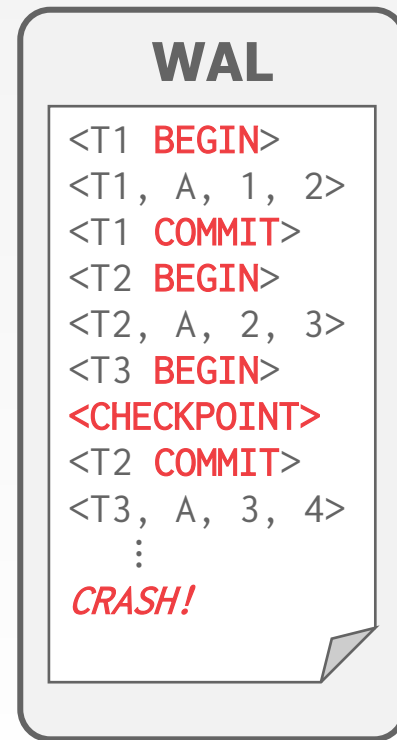 WAL
<T1 BEGIN>
<T1, A, 1, 2>
<T1 COMMIT>
<T2 BEGIN>
<T2, A, 2, 3>
<T3 BEGIN>
<CHECKPOINT>
<T2 COMMIT>
<T3, A, 3, 4>
⋮
CRASH!